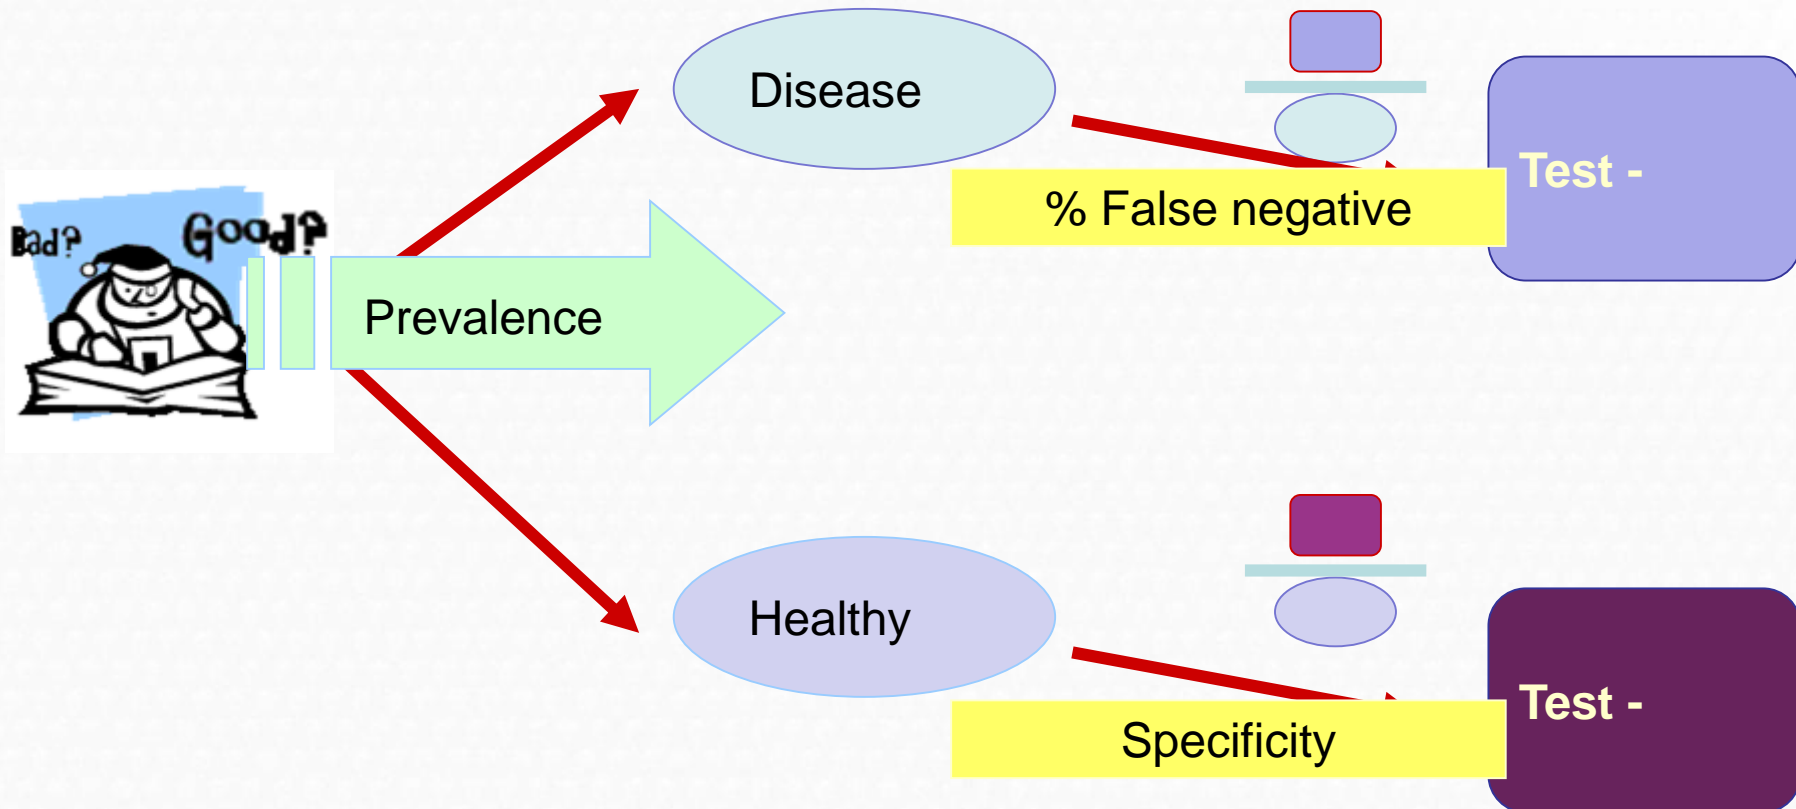 Disease
Test -
% False negative
Bad?
Good?
Prevalence
Healthy
Test -
Specificity